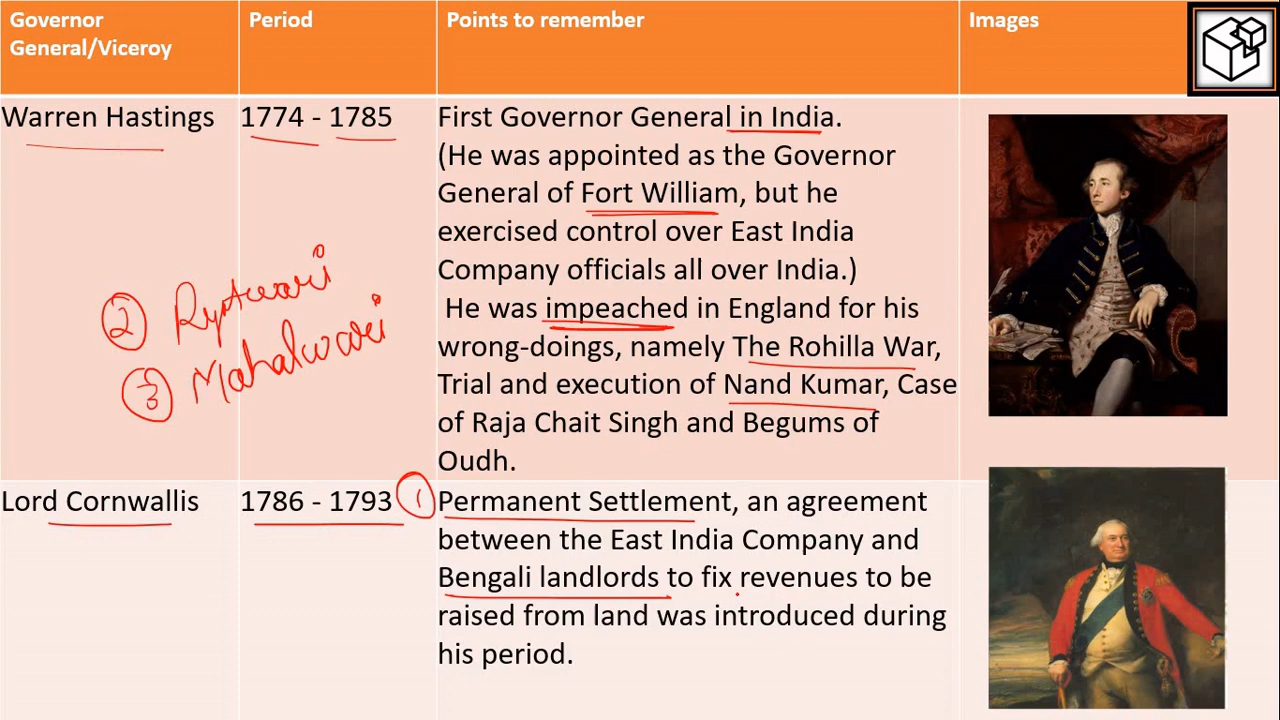 Governor
General/Viceroy
Period
Points to remember
Images
Warren Hastings
1774 - 1785
First Governor General in India.
(He was appointed as the Governor
General of Fort William, but he
exercised control over East India
Company officials all over India.)
He was impeached in England for his
wrong-doings, namely The Rohilla War,
Trial and execution of Nand Kumar, Case
of Raja Chait Singh and Begums of
Oudh.
2 Ryotwari
3 Mahalwari
Lord Cornwallis
1786 - 1793
1
Permanent Settlement, an agreement
between the East India Company and
Bengali landlords to fix revenues to be
raised from land was introduced during
his period.